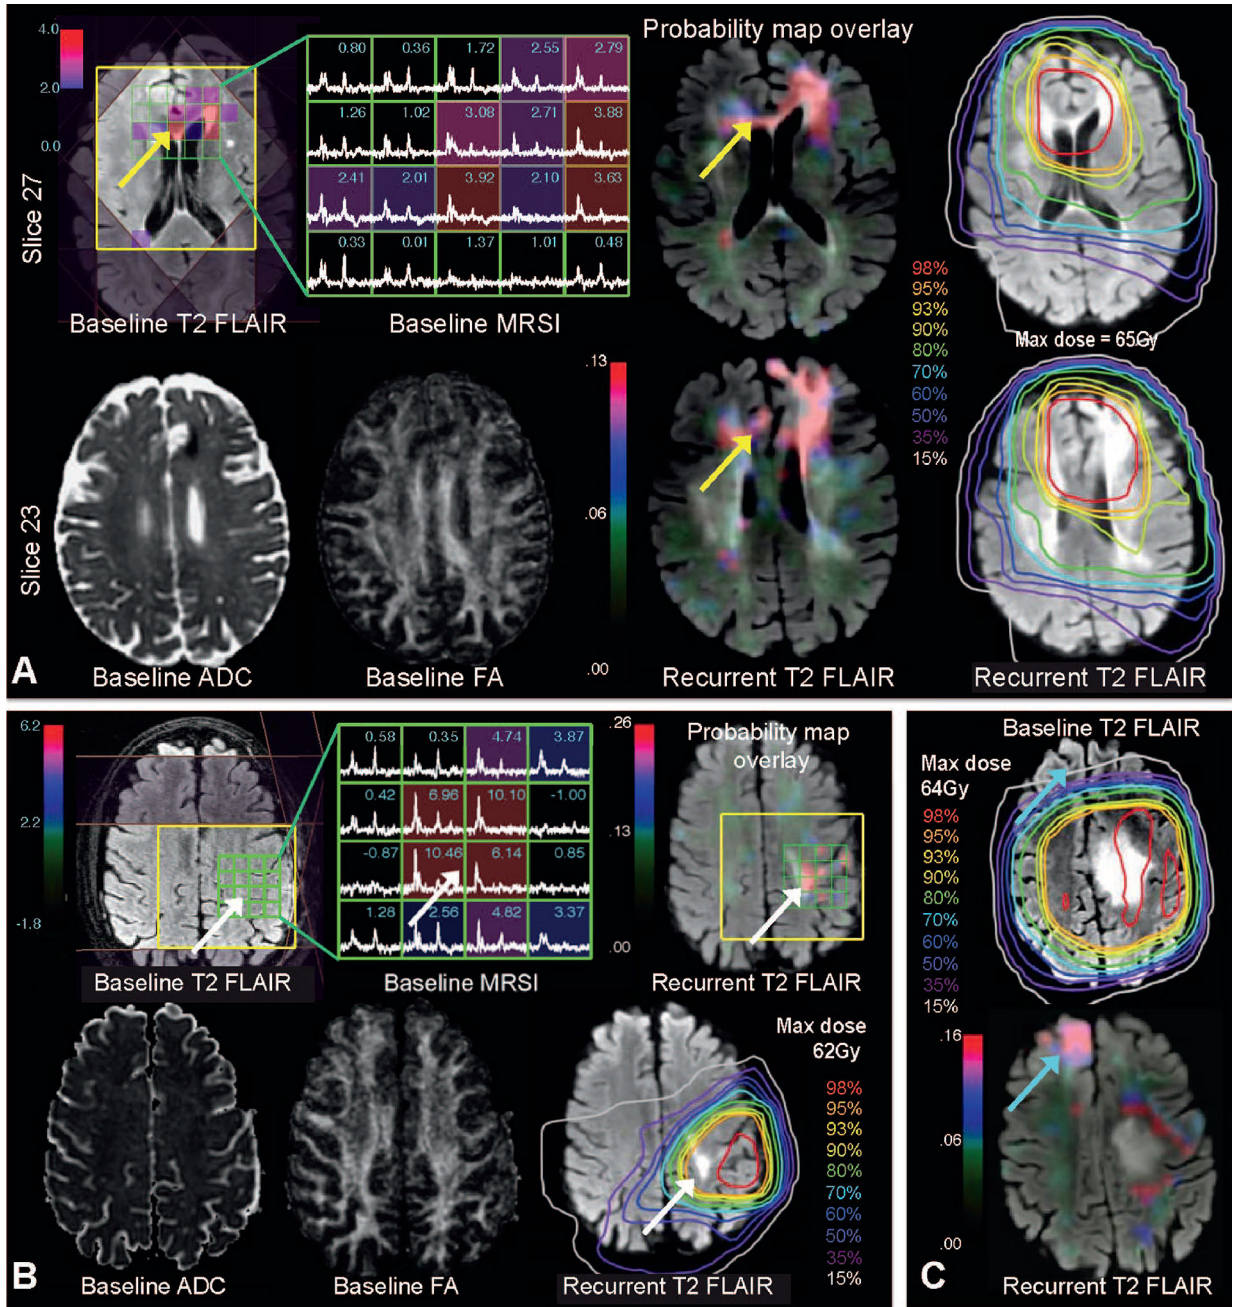 4.0
2.0
0.0
Slice 27
Baseline T2 FLAIR
0.80 0.36 1.72 2.55 2.79
1.26 1.02 3.08 2.71 3.88
2.41 2.01 3.92 2.10 3.63
0.33 0.01 1.37 1.01 0.48
Baseline MRSI
Probability map overlay
98%
95%
93%
90%
80%
70%
60%
50%
35%
15%
Max dose = 65Gy
Slice 23
A
Baseline ADC
Baseline FA
.13
.06
.00
Recurrent T2 FLAIR
Recurrent T2 FLAIR
6.2
2.2
-1.8
Baseline T2 FLAIR
0.58 0.35 4.74 3.87
0.42 6.96 10.10 -1.00
-0.87 10.46 6.14 0.85
1.28 2.56 4.82 3.37
Baseline MRSI
.26
.13
.00
Probability map
overlay
Recurrent T2 FLAIR
B
Baseline ADC
Baseline FA
Recurrent T2 FLAIR
Max dose
62Gy
98%
95%
93%
90%
80%
70%
60%
50%
35%
15%
Baseline T2 FLAIR
Max dose
64Gy
98%
95%
93%
90%
80%
70%
60%
50%
35%
15%
.16
.06
.00
C
Recurrent T2 FLAIR